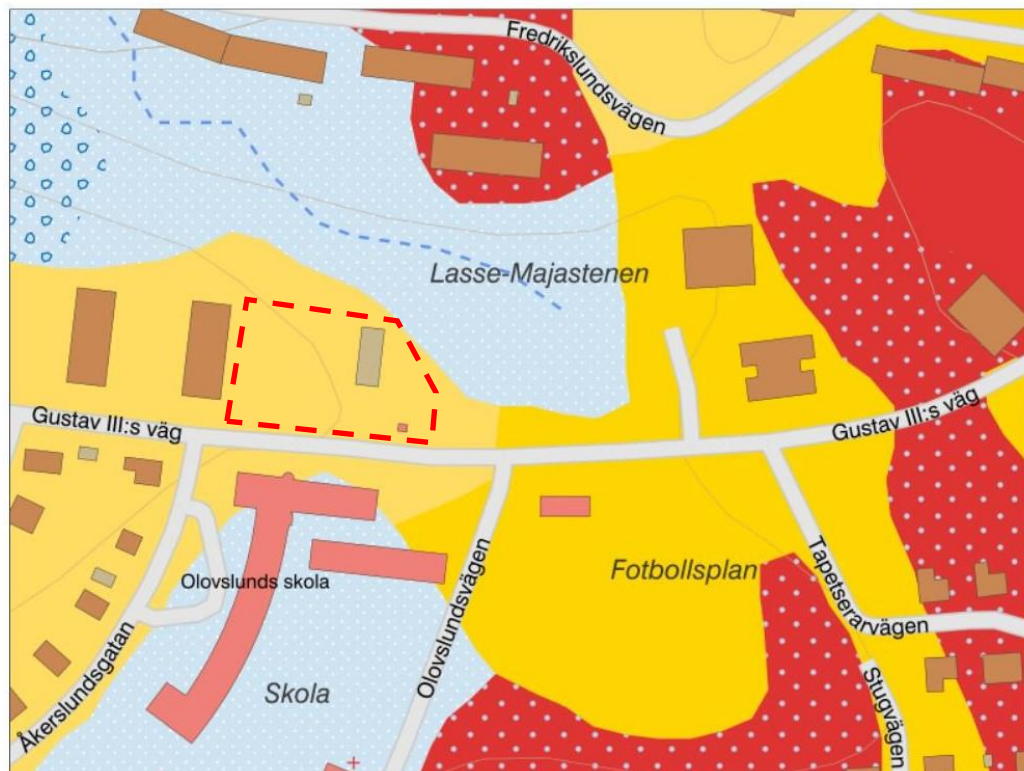 Fredrikslundsvägen
Lasse-Majastenen
Gustav III:s väg
Gustav III:s väg
Olovslunds skola
Fotbollsplan
Olovslundsvägen
Tapetserarvägen
Åkerslundsgatan
Skola
Stugvägen